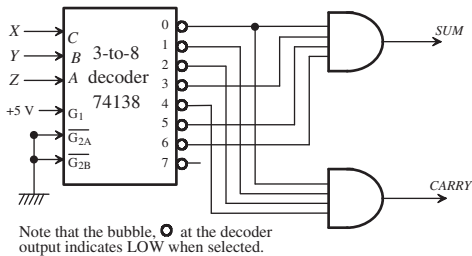 X
Y
Z
+5 V
C
B
A
G1
G2A
G2B
3-to-8
decoder
74138
0
1
2
3
4
5
6
7
SUM
CARRY
Note that the bubble, at the decoder
output indicates LOW when selected.